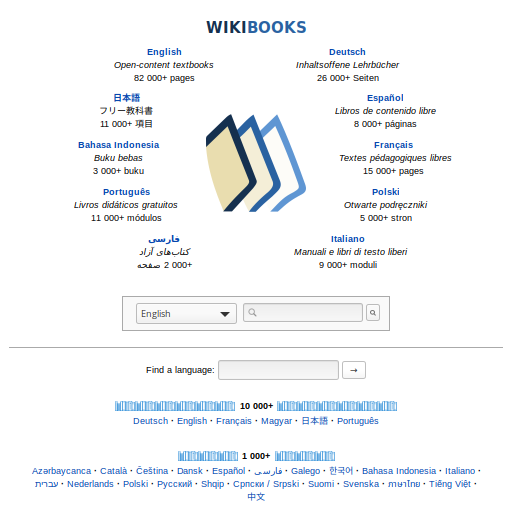 WIKIBOOKS
English
Open-content textbooks
82 000+ pages
Deutsch
Inhaltsoffene Lehrbücher
26 000+ Seiten
日本語
フリー教科書
11 000+ 項目
Español
Libros de contenido libre
8 000+ páginas
Bahasa Indonesia
Buku bebas
3 000+ buku
Français
Textes pédagogiques libres
15 000+ pages
Português
Livros didáticos gratuitos
11 000+ módulos
Polski
Otwarte podręczniki
5 000+ stron
فارسی
کتاب‌های آزاد
2 000+ صفحه
Italiano
Manuali e libri di testo liberi
9 000+ moduli
English
Find a language: →
10 000+
Deutsch · English · Français · Magyar · 日本語 · Português
1 000+
Azərbaycanca · Català · Čeština · Dansk · Español · فارسی · Galego · 한국어 · Bahasa Indonesia · Italiano ·
עברית · Nederlands · Polski · Русский · Shqip · Српски / Srpski · Suomi · Svenska · ภาษาไทย · Tiếng Việt ·
中文